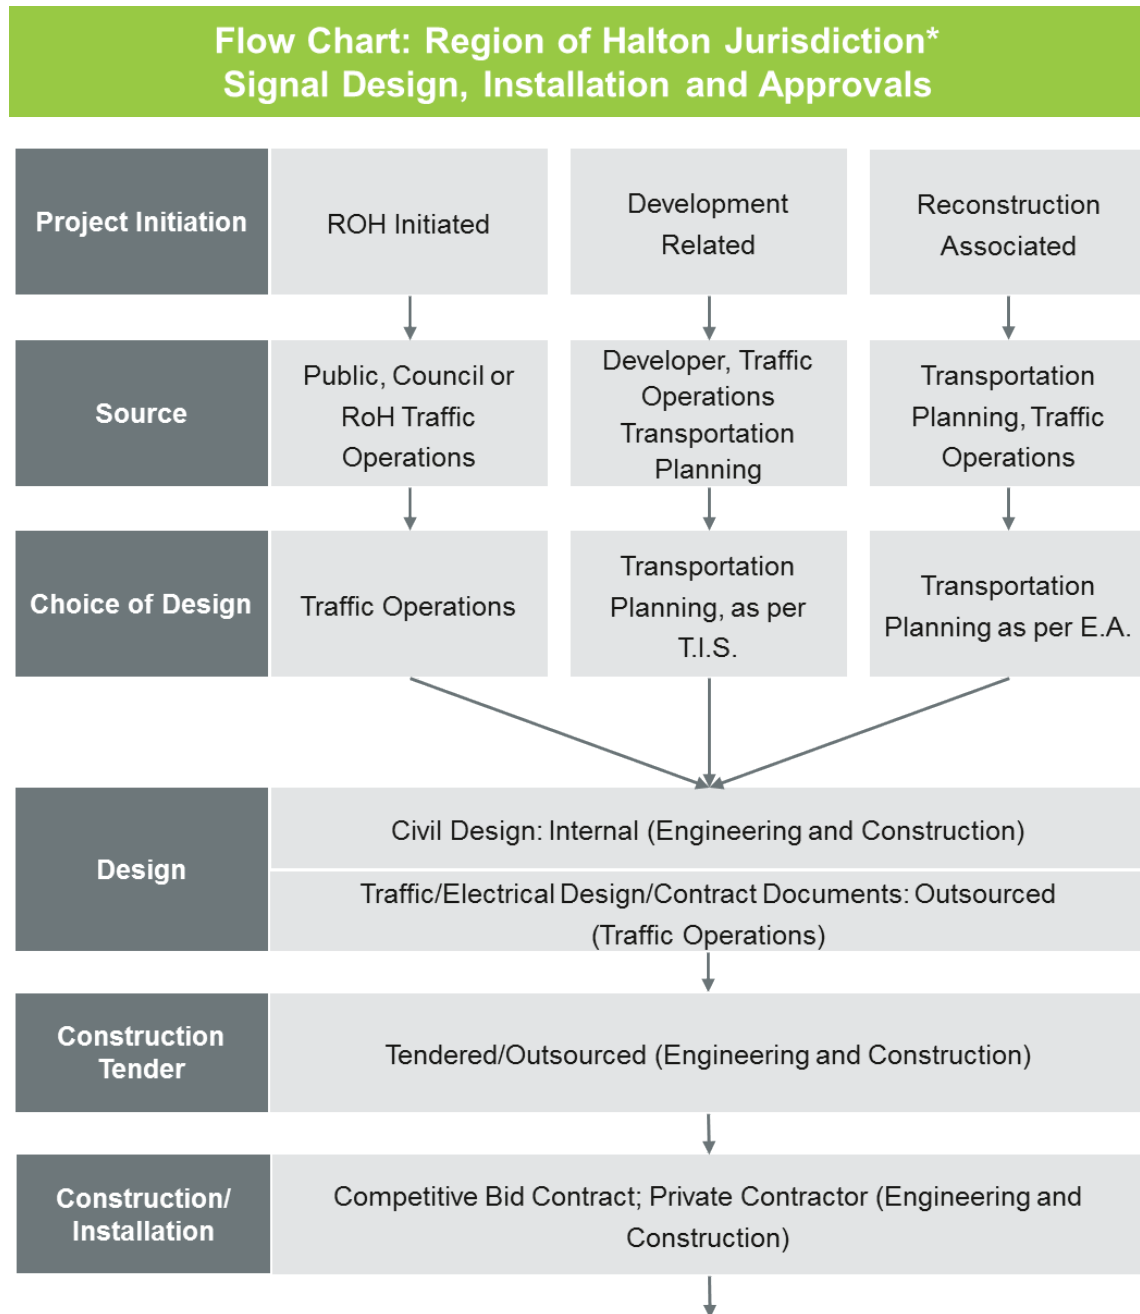 Flow Chart: Region of Halton Jurisdiction*
Signal Design, Installation and Approvals
Project Initiation
ROH Initiated
Development
Related
Reconstruction
Associated
Source
Public, Council or
RoH Traffic
Operations
Developer, Traffic
Operations
Transportation
Planning
Transportation
Planning, Traffic
Operations
Choice of Design
Traffic Operations
Transportation
Planning, as per
T.I.S.
Transportation
Planning as per E.A.
Design
Civil Design: Internal (Engineering and Construction)
Traffic/Electrical Design/Contract Documents: Outsourced
(Traffic Operations)
Construction
Tender
Tendered/Outsourced (Engineering and Construction)
Construction/
Installation
Competitive Bid Contract; Private Contractor (Engineering and
Construction)